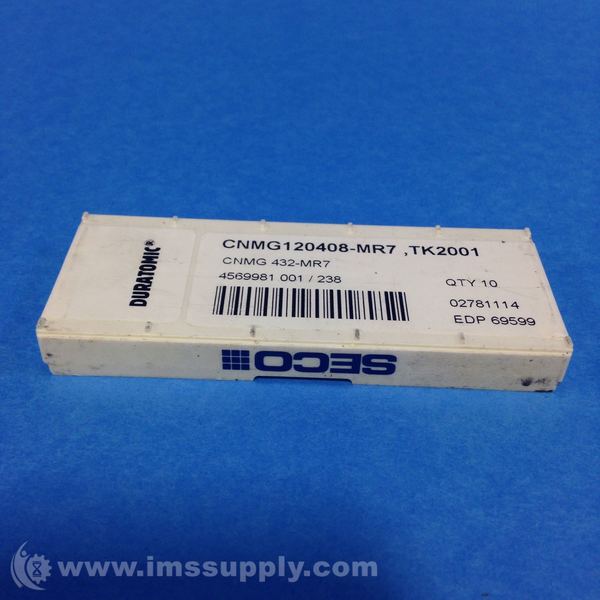 DURATOMIC®
CNMG120408-MR7 ,TK2001
CNMG 432-MR7
4569981 001 / 238
QTY 10
02781114
EDP 69599
SECO
www.imssupply.com